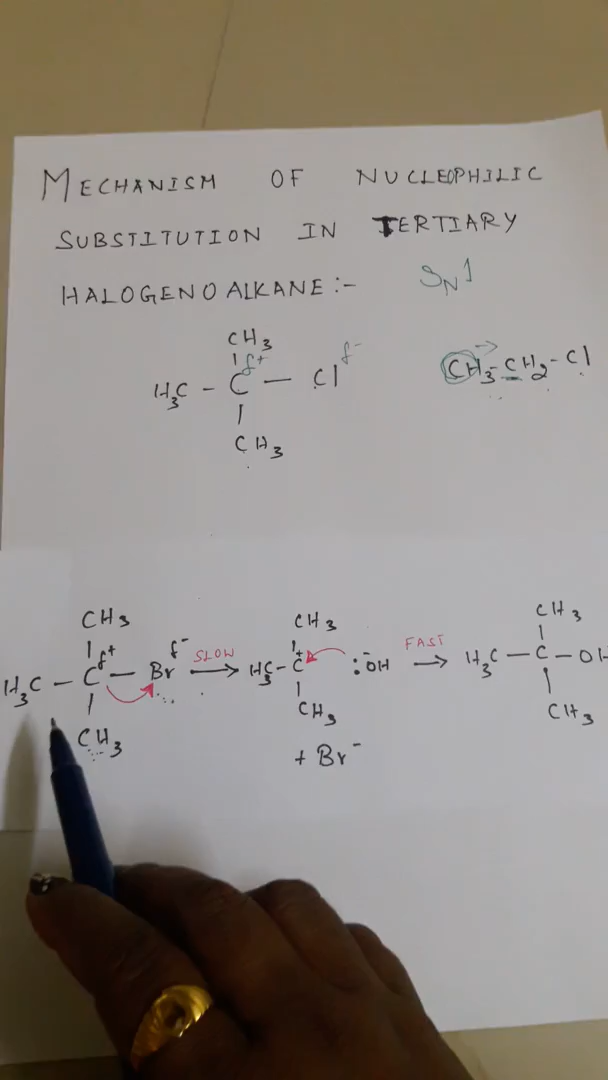 MECHANISM OF NUCLEOPHILIC
SUBSTITUTION IN TERTIARY
HALOGENOALKANE :-
SN1
CH3
δ+ δ-
H3C - C - Cl
CH3
CH3 - CH2 - Cl
CH3
δ+ δ-
H3C - C - Br
CH3
SLOW
CH3
H3C - C+
CH3
:ŌH
+ Br-
FAST
CH3
H3C - C - OH
CH3